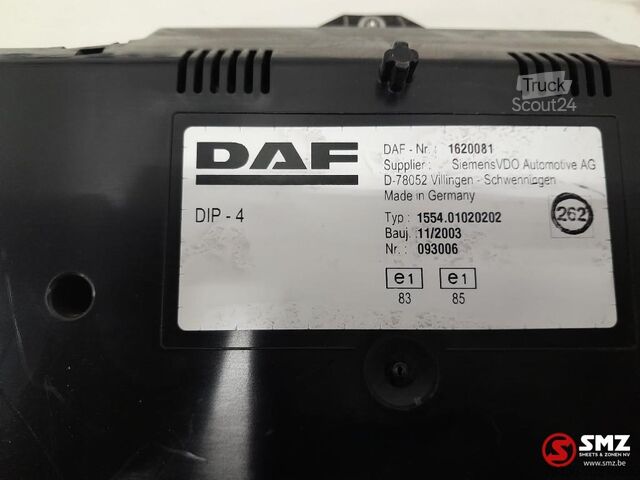 Truck
Scout24
DAF
DAF - Nr. : 1620081
Supplier : SiemensVDO Automotive AG
D-78052 Villingen - Schwenningen
Made in Germany
DIP - 4
Typ : 1554.01020202
262
Bauj. : 11/2003
Nr. : 093006
e1 e1
83 85
SMZ
SMEETS & ZONEN NV
www.smz.be